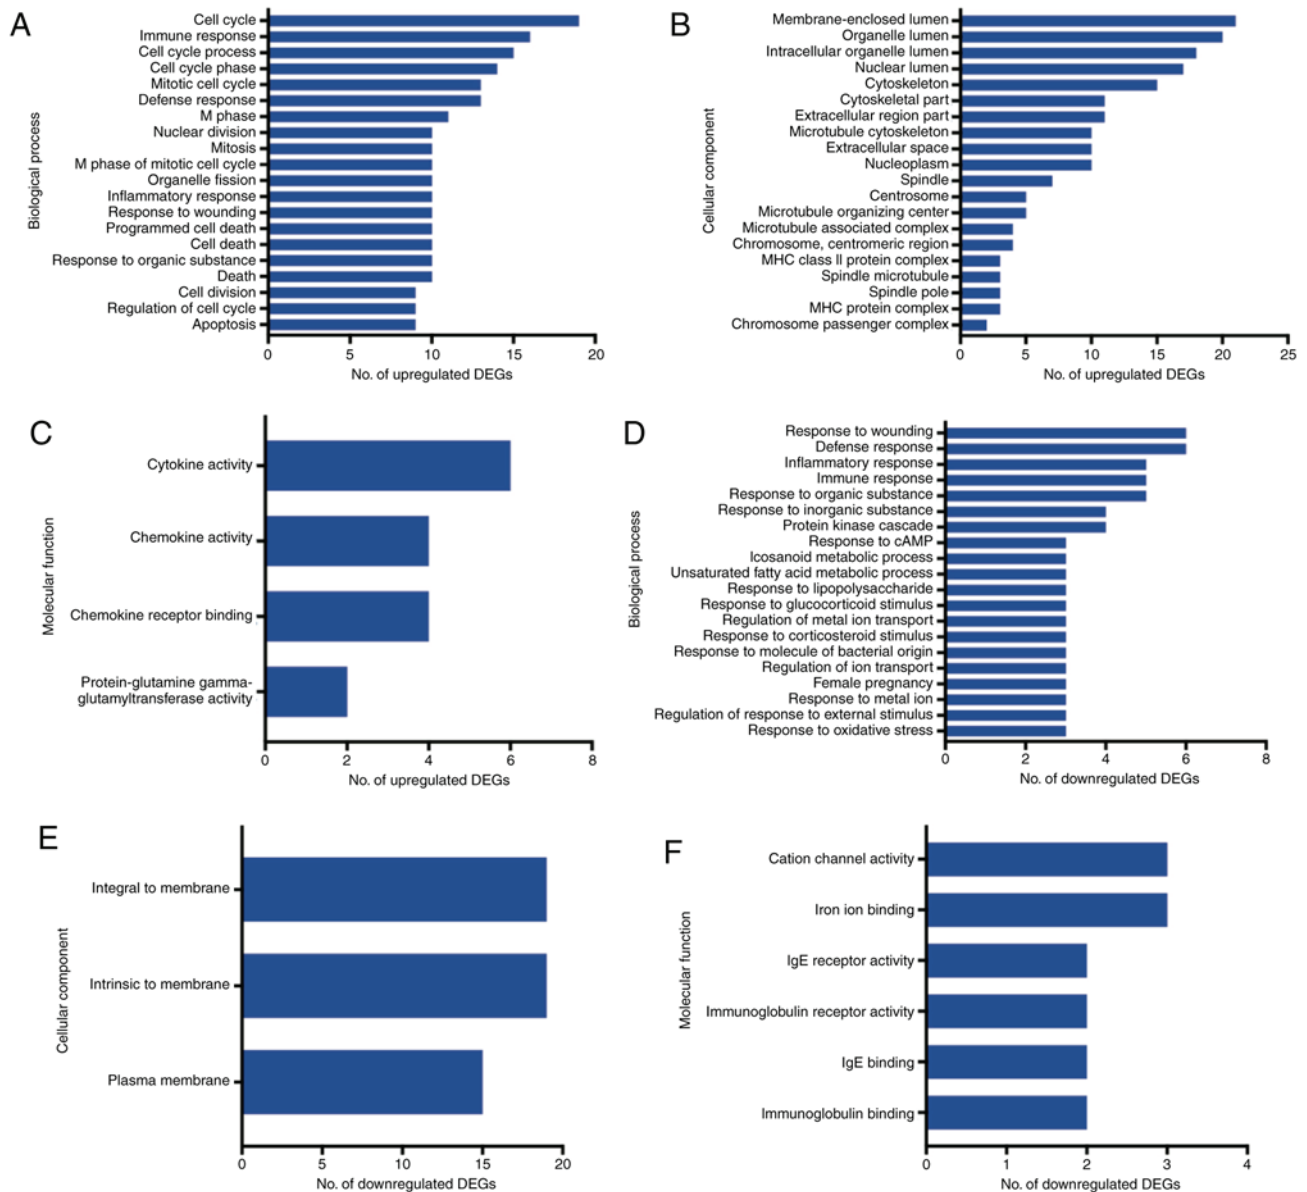 A
Biological process
Cell cycle
Immune response
Cell cycle process
Cell cycle phase
Mitotic cell cycle
Defense response
M phase
Nuclear division
Mitosis
M phase of mitotic cell cycle
Organelle fission
Inflammatory response
Response to wounding
Programmed cell death
Cell death
Response to organic substance
Death
Cell division
Regulation of cell cycle
Apoptosis
0 5 10 15 20
No. of upregulated DEGs
B
Cellular component
Membrane-enclosed lumen
Organelle lumen
Intracellular organelle lumen
Nuclear lumen
Cytoskeleton
Cytoskeletal part
Extracellular region part
Microtubule cytoskeleton
Extracellular space
Nucleoplasm
Spindle
Centrosome
Microtubule organizing center
Microtubule associated complex
Chromosome, centromeric region
MHC class II protein complex
Spindle microtubule
Spindle pole
MHC protein complex
Chromosome passenger complex
0 5 10 15 20 25
No. of upregulated DEGs
C
Molecular function
Cytokine activity
Chemokine activity
Chemokine receptor binding
Protein-glutamine gamma-
glutamyltransferase activity
0 2 4 6 8
No. of upregulated DEGs
D
Biological process
Response to wounding
Defense response
Inflammatory response
Immune response
Response to organic substance
Response to inorganic substance
Protein kinase cascade
Response to cAMP
Icosanoid metabolic process
Unsaturated fatty acid metabolic process
Response to lipopolysaccharide
Response to glucocorticoid stimulus
Regulation of metal ion transport
Response to corticosteroid stimulus
Response to molecule of bacterial origin
Regulation of ion transport
Female pregnancy
Response to metal ion
Regulation of response to external stimulus
Response to oxidative stress
0 2 4 6 8
No. of downregulated DEGs
E
Cellular component
Integral to membrane
Intrinsic to membrane
Plasma membrane
0 5 10 15 20
No. of downregulated DEGs
F
Molecular function
Cation channel activity
Iron ion binding
IgE receptor activity
Immunoglobulin receptor activity
IgE binding
Immunoglobulin binding
0 1 2 3 4
No. of downregulated DEGs